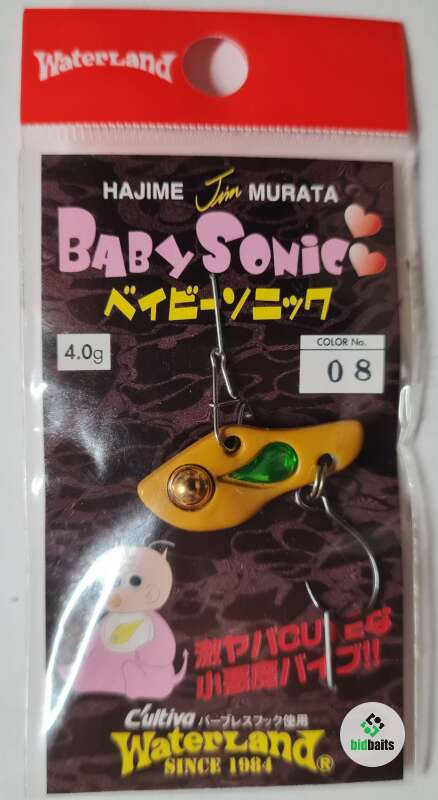 WaterLand
HAJIME Jim MURATA
BABY SONIC
ベイビーソニック
4.0g
COLOR No.
08
激ヤバCUTEな
小悪魔バイブ!!
C'ultiva バーブレスフック使用
WaterLand®
SINCE 1984
bidbaits